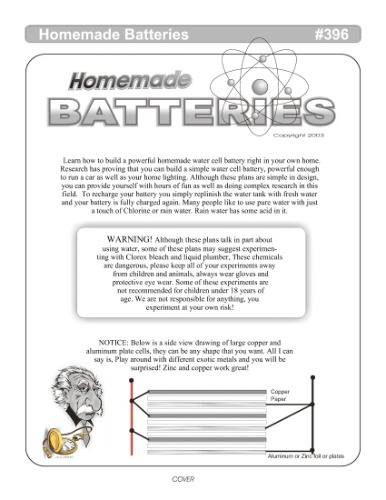 Homemade Batteries #396
Homemade
BATTERIES
Copyright 2003
Learn how to build a powerful homemade water cell battery right in your own home.
Research has proving that you can build a simple water cell battery, powerful enough
to run a car as well as your home lighting. Although these plans are simple in design,
you can provide yourself with hours of fun as well as doing complex research in this
field. To recharge your battery you simply replinish the water tank with fresh water
and your battery is fully charged again. Many people like to use pure water with just
a touch of Chlorine or rain water. Rain water has some acid in it.
WARNING! Although these plans talk in part about
using water, some of these plans may suggest experimen-
ting with Clorox bleach and liquid plumber, These chemicals
are dangerous, please keep all of your experiments away
from children and animals, always wear gloves and
protective eye wear. Some of these experiments are
not recommended for children under 18 years of
age. We are not responsible for anything, you
experiment at your own risk!
NOTICE: Below is a side view drawing of large copper and
aluminum plate cells, they can be any shape that you want. All I can
say is, Play around with different exotic metals and you will be
surprised! Zinc and copper work great!
Copper
Paper
Aluminum or Zinc foil or plates
COVER